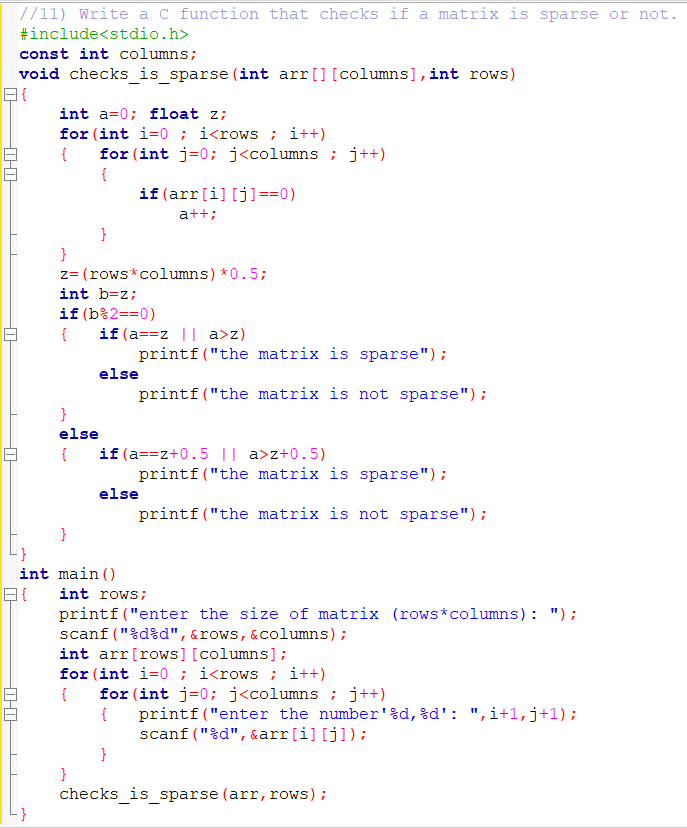 //11) Write a C function that checks if a matrix is sparse or not.
#include<stdio.h>
const int columns;
void checks_is_sparse(int arr[][columns],int rows)
{
    int a=0; float z;
    for(int i=0 ; i<rows ; i++)
    {   for(int j=0; j<columns ; j++)
        {
            if(arr[i][j]==0)
                a++;
        }
    }
    z=(rows*columns)*0.5;
    int b=z;
    if(b%2==0)
    {   if(a==z || a>z)
            printf("the matrix is sparse");
        else
            printf("the matrix is not sparse");
    }
    else
    {   if(a==z+0.5 || a>z+0.5)
            printf("the matrix is sparse");
        else
            printf("the matrix is not sparse");
    }
}
int main()
{   int rows;
    printf("enter the size of matrix (rows*columns): ");
    scanf("%d%d",&rows,&columns);
    int arr[rows][columns];
    for(int i=0 ; i<rows ; i++)
    {   for(int j=0; j<columns ; j++)
        {   printf("enter the number'%d,%d': ",i+1,j+1);
            scanf("%d",&arr[i][j]);
        }
    }
    checks_is_sparse(arr,rows);
}